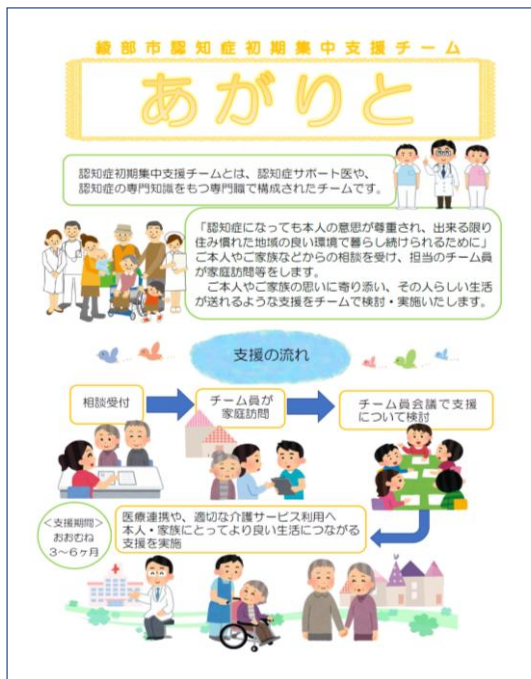 綾部市認知症初期集中支援チーム
あがりと
認知症初期集中支援チームとは、認知症サポート医や、
認知症の専門知識をもつ専門職で構成されたチームです。
「認知症になっても本人の意思が尊重され、出来る限り
住み慣れた地域の良い環境で暮らし続けられるために」
ご本人やご家族などからの相談を受け、担当のチーム員
が家庭訪問等をします。
ご本人やご家族の思いに寄り添い、その人らしい生活
が送れるような支援をチームで検討・実施いたします。
支援の流れ
相談受付
チーム員が
家庭訪問
チーム員会議で支援
について検討
<支援期間>
おおむね
3~6ヶ月
医療連携や、適切な介護サービス利用へ
本人・家族にとってより良い生活につながる
支援を実施